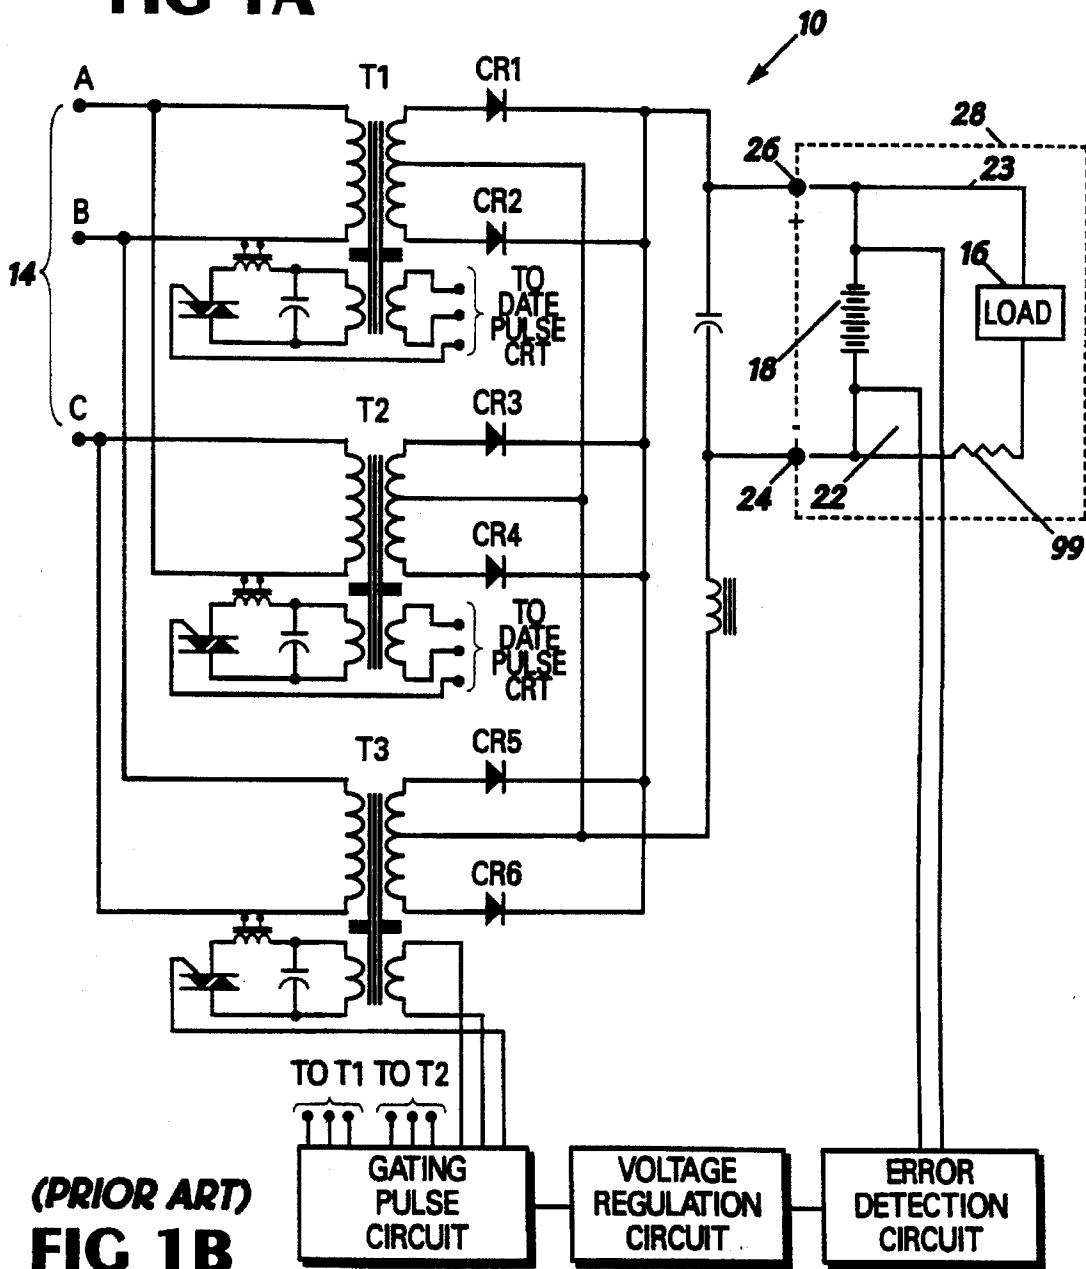 FIG 1A
10
A
T1
CR1
28
26
23
B
CR2
+
14
16
TO
DATE
PULSE
CRT
LOAD
18
C
T2
CR3
-
24
22
CR4
99
TO
DATE
PULSE
CRT
T3
CR5
CR6
TO T1 TO T2
GATING
PULSE
CIRCUIT
VOLTAGE
REGULATION
CIRCUIT
ERROR
DETECTION
CIRCUIT
(PRIOR ART)
FIG 1B